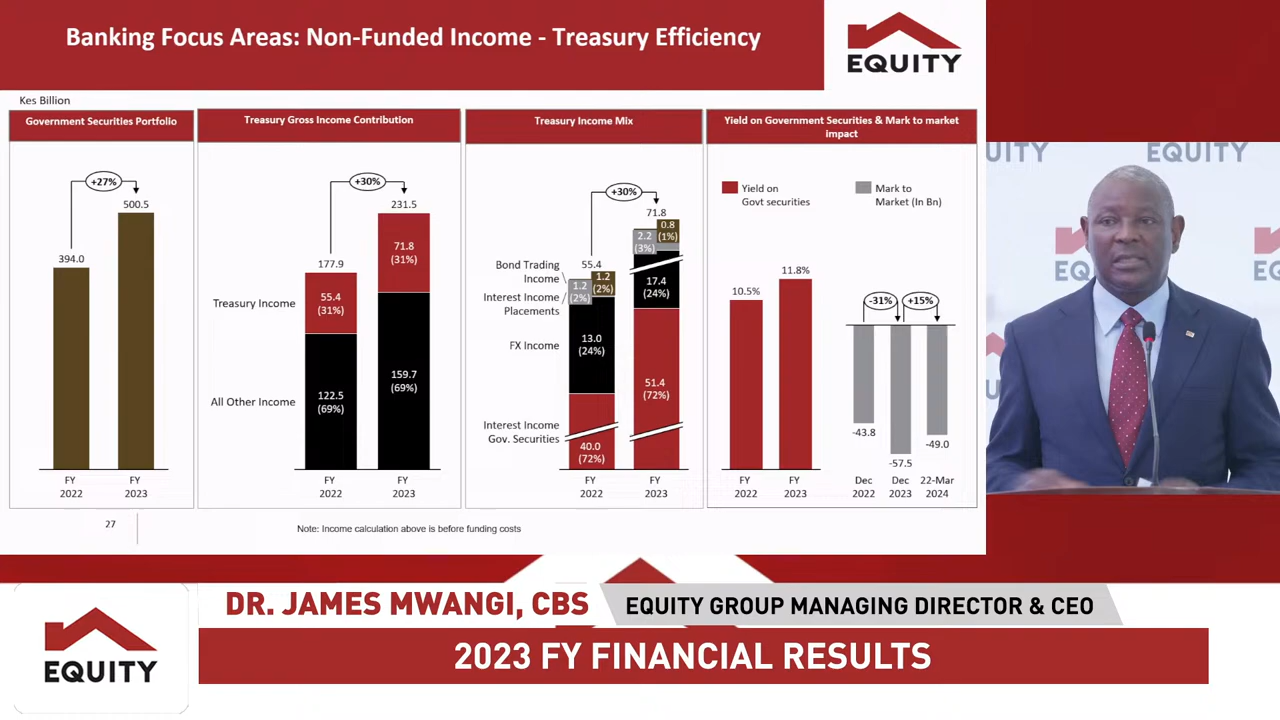 Banking Focus Areas: Non-Funded Income - Treasury Efficiency
EQUITY
Kes Billion
Government Securities Portfolio
+27%
500.5
394.0
FY
2022
FY
2023
Treasury Gross Income Contribution
+30%
231.5
177.9
71.8
(31%)
Treasury Income
55.4
(31%)
All Other Income
122.5
(69%)
159.7
(69%)
FY
2022
FY
2023
Treasury Income Mix
+30%
71.8
0.8
(1%)
2.2
(3%)
55.4
Bond Trading
Income
1.2
(2%)
1.2
(2%)
Interest Income
Placements
17.4
(24%)
FX Income
13.0
(24%)
51.4
(72%)
Interest Income
Gov. Securities
40.0
(72%)
FY
2022
FY
2023
Yield on Government Securities & Mark to market
impact
Yield on
Govt securities
Mark to
Market (In Bn)
10.5%
11.8%
-31%
+15%
-43.8
-57.5
-49.0
FY
2022
FY
2023
Dec
2022
Dec
2023
22-Mar
2024
27
Note: Income calculation above is before funding costs
UITY
EQUITY
EQ
EQ
DR. JAMES MWANGI, CBS
EQUITY GROUP MANAGING DIRECTOR & CEO
EQUITY
2023 FY FINANCIAL RESULTS